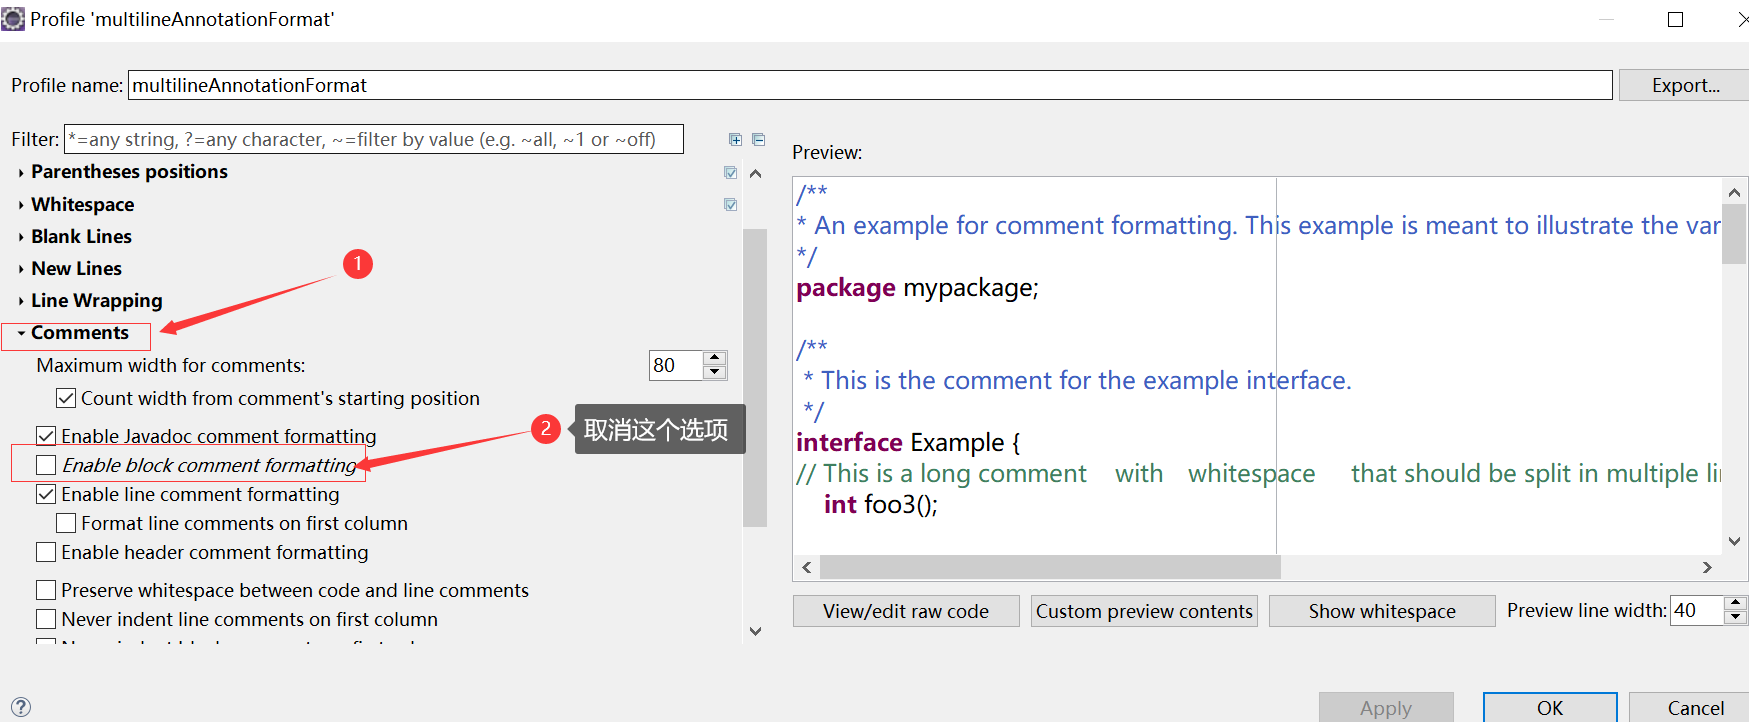 Profile 'multilineAnnotationFormat'
Profile name: multilineAnnotationFormat Export...
Filter: *=any string, ?=any character, ~=filter by value (e.g. ~all, ~1 or ~off)
Parentheses positions
Whitespace
Blank Lines
New Lines
1
Line Wrapping
Comments
Maximum width for comments: 80
Count width from comment's starting position
Enable Javadoc comment formatting
2 取消这个选项
Enable block comment formatting
Enable line comment formatting
Format line comments on first column
Enable header comment formatting
Preserve whitespace between code and line comments
Never indent line comments on first column
Preview:
/**
* An example for comment formatting. This example is meant to illustrate the var
*/
package mypackage;
/**
* This is the comment for the example interface.
*/
interface Example {
// This is a long comment    with    whitespace     that should be split in multiple li
int foo3();
View/edit raw code Custom preview contents Show whitespace Preview line width: 40
? Apply OK Cancel